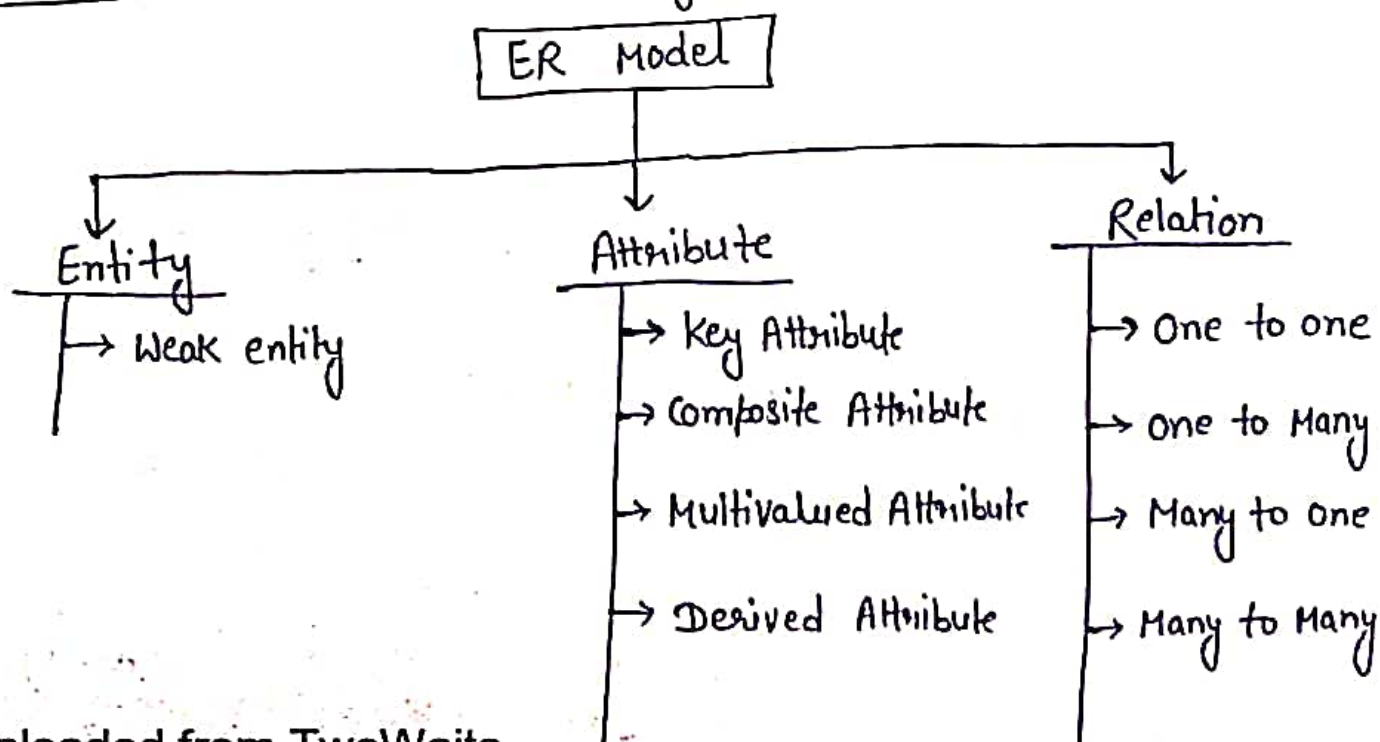 ER Model
Entity
Weak entity
Attribute
Key Attribute
Composite Attribute
Multivalued Attribute
Derived Attribute
Relation
One to one
One to Many
Many to one
Many to Many
from TwoWaits